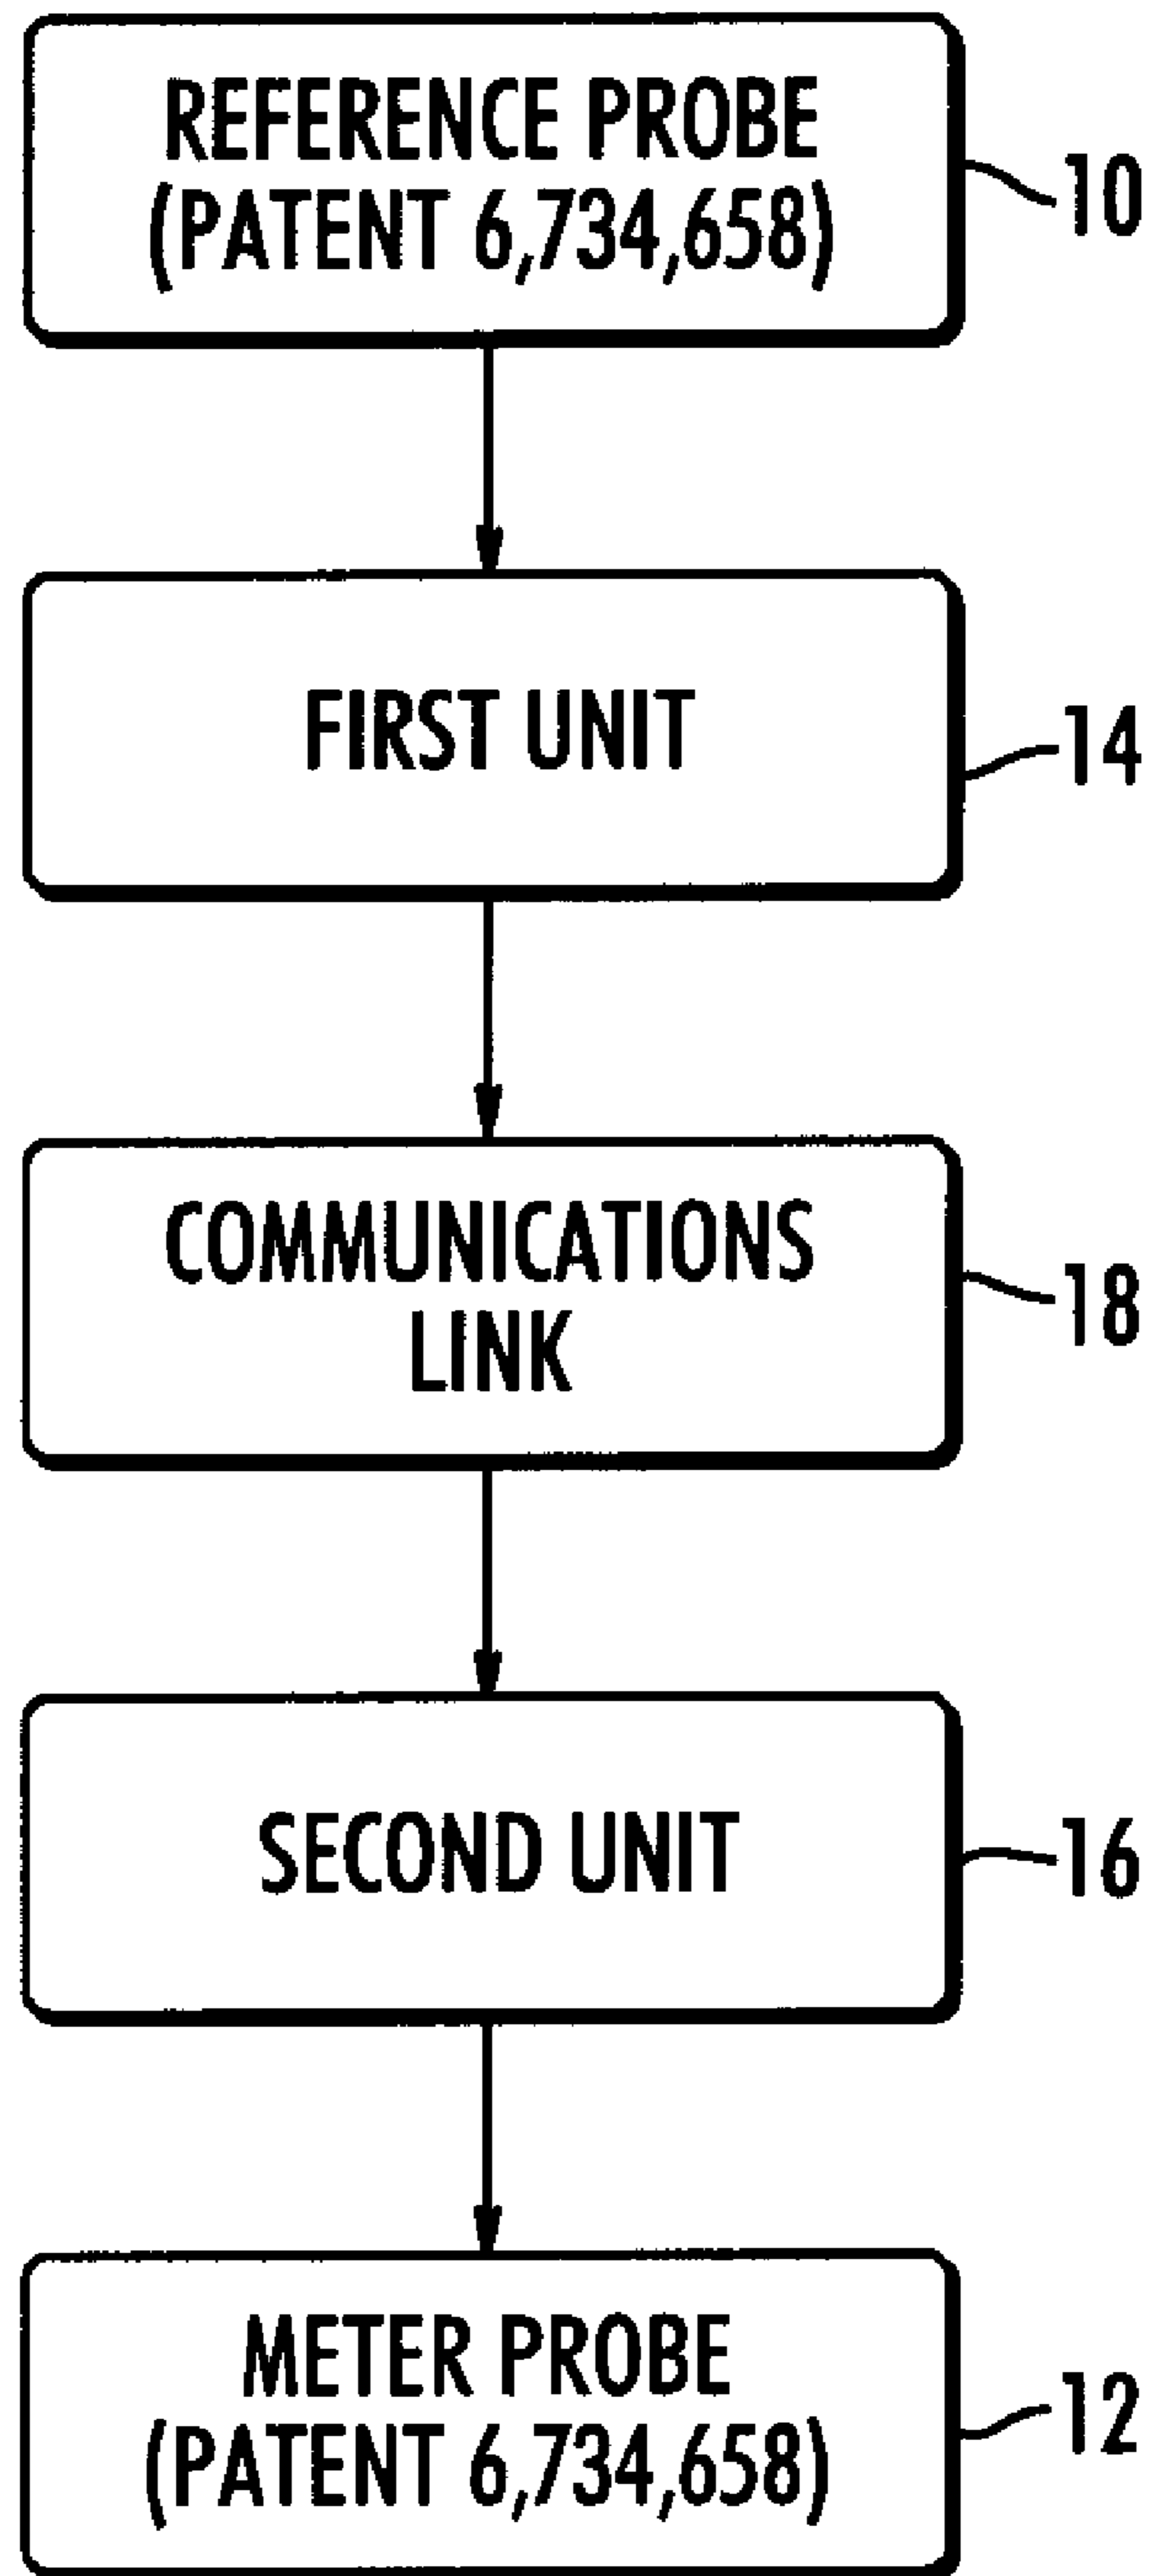 REFERENCE PROBE
(PATENT 6,734,658)
10
FIRST UNIT
14
COMMUNICATIONS
LINK
18
SECOND UNIT
16
METER PROBE
(PATENT 6,734,658)
12